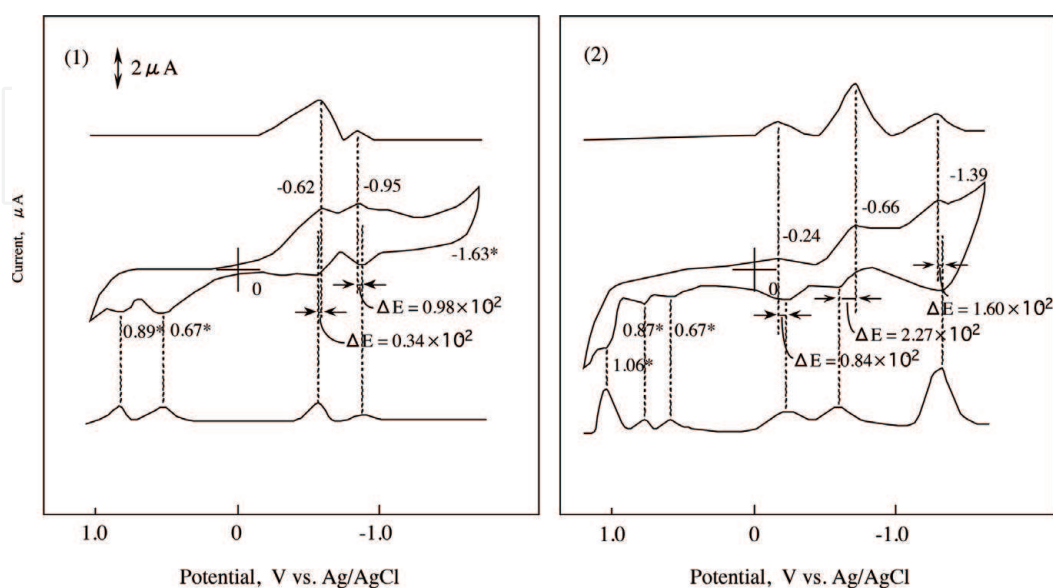 (1)
2 μA
-0.62
-0.95
-1.63*
0
ΔE = 0.98×10²
0.89*
0.67*
ΔE = 0.34×10²
Current, μA
1.0
0
-1.0
Potential, V vs. Ag/AgCl
(2)
-1.39
-0.66
-0.24
0
ΔE = 1.60×10²
0.87*
0.67*
ΔE = 2.27×10²
1.06*
ΔE = 0.84×10²
1.0
0
-1.0
Potential, V vs. Ag/AgCl